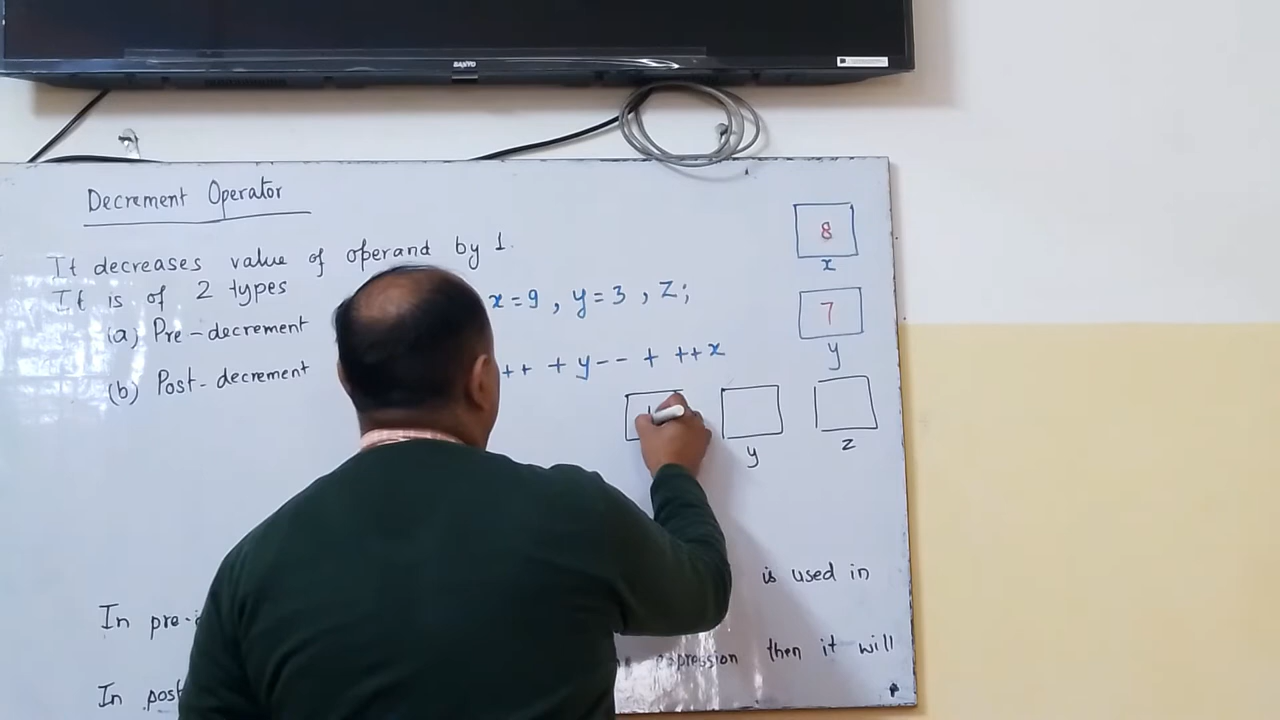 SANYO
Decrement Operator
It decreases value of operand by 1.
It is of 2 types
(a) Pre-decrement
(b) Post-decrement
x=9, y=3, Z;
++ + y-- + ++x
8
x
7
y
y
z
is used in
In pre-
expression then it will
In post